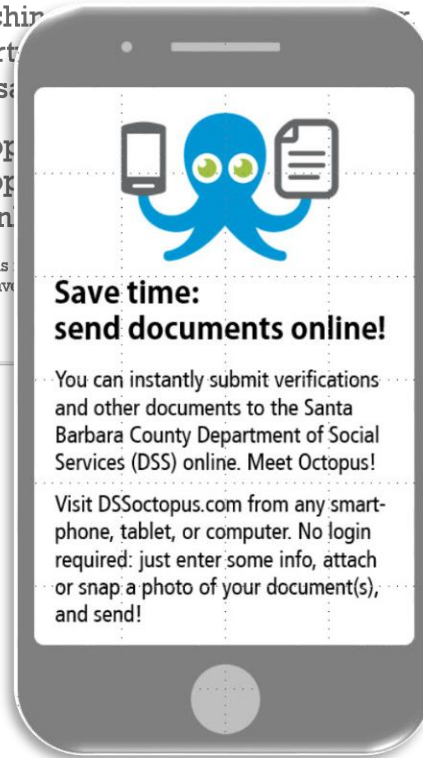 Save time:
send documents online!
You can instantly submit verifications
and other documents to the Santa
Barbara County Department of Social
Services (DSS) online. Meet Octopus!
Visit DSSoctopus.com from any smart-
phone, tablet, or computer. No login
required: just enter some info, attach
or snap a photo of your document(s),
and send!